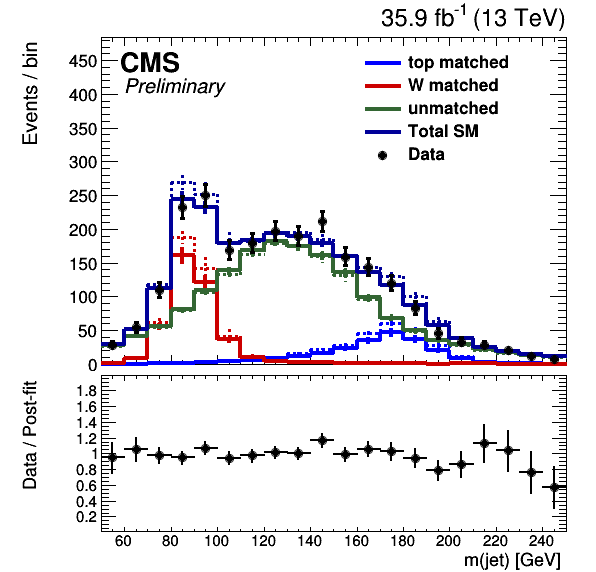 35.9 fb⁻¹ (13 TeV)
CMS
Preliminary
top matched
W matched
unmatched
Total SM
Data
Events / bin
450
400
350
300
250
200
150
100
50
0
Data / Post-fit
1.8
1.6
1.4
1.2
1
0.8
0.6
0.4
0.2
60 80 100 120 140 160 180 200 220 240
m(jet) [GeV]